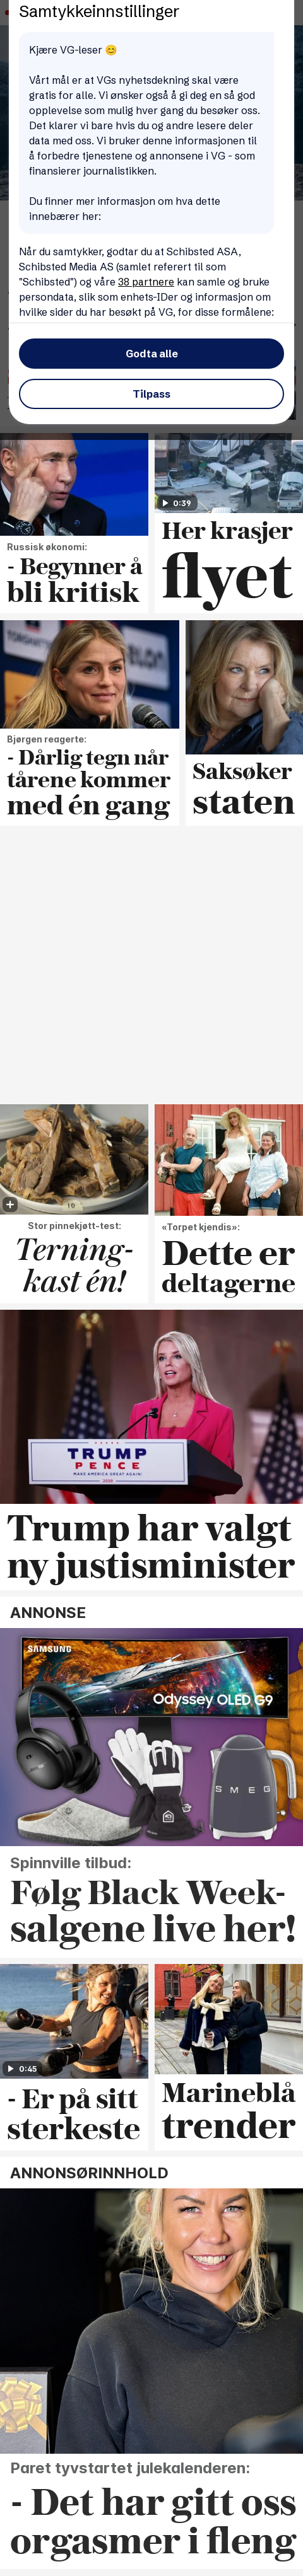 Samtykkeinnstillinger
Kjære VG-leser 😊
Vårt mål er at VGs nyhetsdekning skal være
gratis for alle. Vi ønsker også å gi deg en så god
opplevelse som mulig hver gang du besøker oss.
Det klarer vi bare hvis du og andre lesere deler
data med oss. Vi bruker denne informasjonen til
å forbedre tjenestene og annonsene i VG - som
finansierer journalistikken.
Du finner mer informasjon om hva dette
innebærer her:
Når du samtykker, godtar du at Schibsted ASA,
Schibsted Media AS (samlet referert til som
"Schibsted") og våre 38 partnere kan samle og bruke
persondata, slik som enhets-IDer og informasjon om
hvilke sider du har besøkt på VG, for disse formålene:
Godta alle
Tilpass
Russisk økonomi:
- Begynner å
bli kritisk
0:39
Her krasjer
flyet
Bjørgen reagerte:
- Dårlig tegn når
tårene kommer
med én gang
Saksøker
staten
Stor pinnekjøtt-test:
Terning-
kast én!
«Torpet kjendis»:
Dette er
deltagerne
TRUMP
PENCE
MAKE AMERICA GREAT AGAIN!
2020
Trump har valgt
ny justisminister
ANNONSE
SAMSUNG
Odyssey OLED G9
SMEG
Spinnville tilbud:
Følg Black Week-
salgene live her!
0:45
- Er på sitt
sterkeste
Marineblå
trender
ANNONSØRINNHOLD
Paret tyvstartet julekalenderen:
- Det har gitt oss
orgasmer i fleng